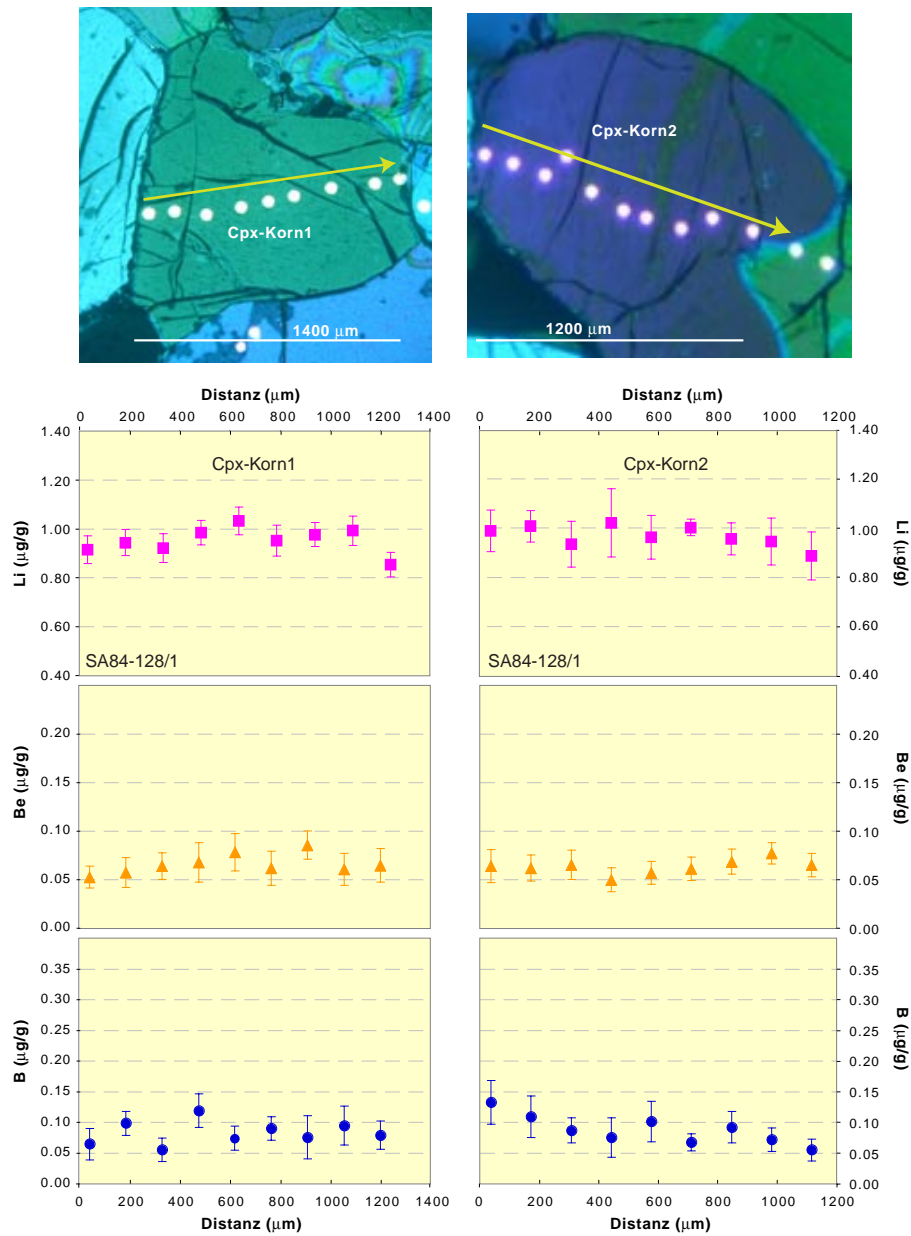 Cpx-Korn1
1400 μm
Cpx-Korn2
1200 μm
Distanz (μm)
0 200 400 600 800 1000 1200 1400
Distanz (μm)
0 200 400 600 800 1000 1200
Li (μg/g)
1.40
1.20
1.00
0.80
0.60
0.40
Cpx-Korn1
SA84-128/1
Cpx-Korn2
SA84-128/1
1.40
1.20
1.00
0.80
0.60
0.40
Li (μg/g)
Be (μg/g)
0.20
0.15
0.10
0.05
0.00
0.20
0.15
0.10
0.05
0.00
Be (μg/g)
B (μg/g)
0.35
0.30
0.25
0.20
0.15
0.10
0.05
0.00
0.35
0.30
0.25
0.20
0.15
0.10
0.05
0.00
B (μg/g)
0 200 400 600 800 1000 1200 1400
Distanz (μm)
0 200 400 600 800 1000 1200
Distanz (μm)